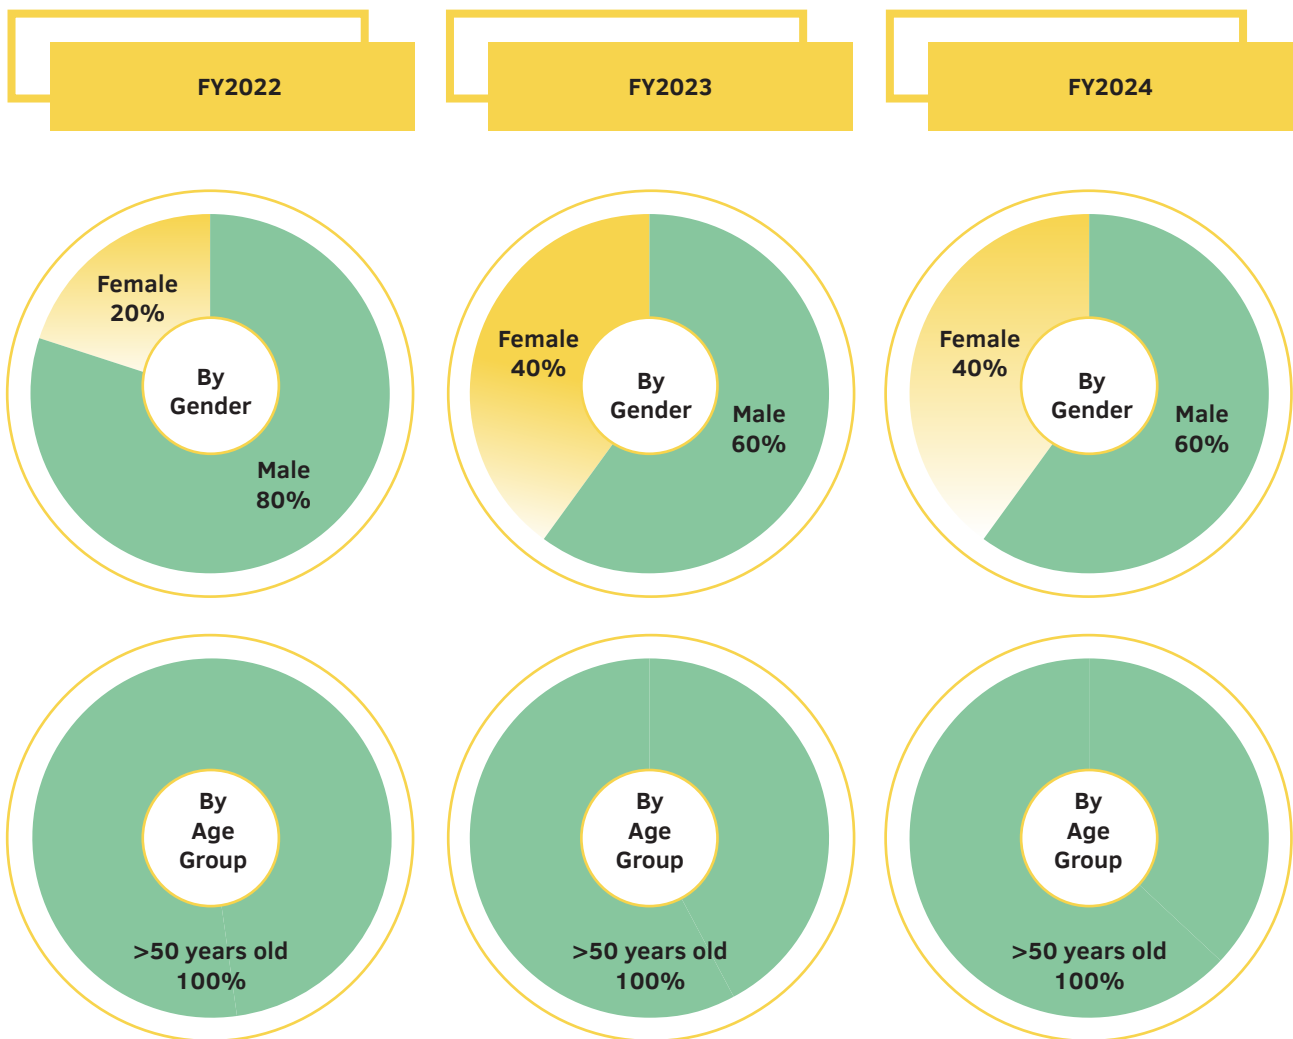 FY2022
FY2023
FY2024
Female
20%
By
Gender
Male
80%
Female
40%
By
Gender
Male
60%
Female
40%
By
Gender
Male
60%
By
Age
Group
>50 years old
100%
By
Age
Group
>50 years old
100%
By
Age
Group
>50 years old
100%